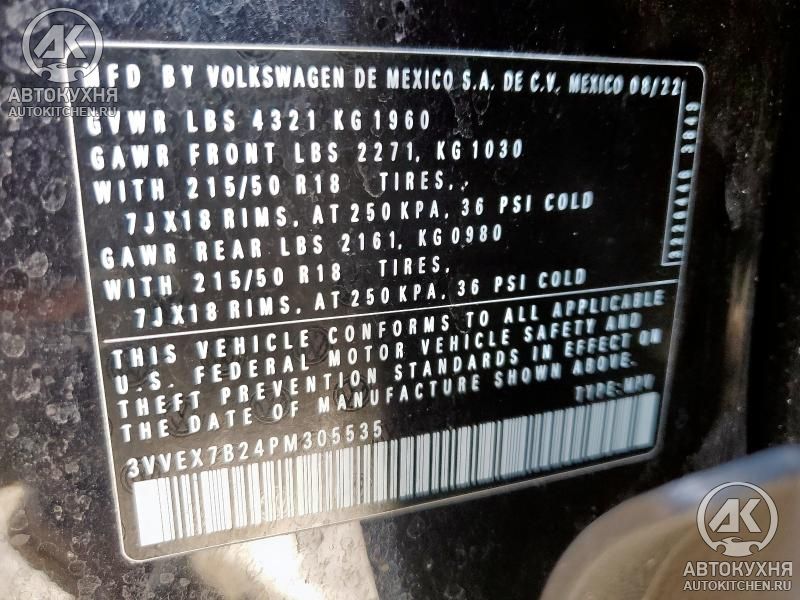 AK
АВТОКУХНЯ
AUTOKITCHEN.RU
MFD BY VOLKSWAGEN DE MEXICO S.A. DE C.V., MEXICO 08/22
GVWR LBS 4321 KG 1960
GAWR FRONT LBS 2271, KG 1030
WITH 215/50 R18 TIRES,,
7JX18 RIMS, AT 250 KPA, 36 PSI COLD
GAWR REAR LBS 2161, KG 0980
WITH 215/50 R18 TIRES,
7JX18 RIMS, AT 250 KPA, 36 PSI COLD
THIS VEHICLE CONFORMS TO ALL APPLICABLE
U.S. FEDERAL MOTOR VEHICLE SAFETY AND
THEFT PREVENTION STANDARDS IN EFFECT ON
THE DATE OF MANUFACTURE SHOWN ABOVE.
TYPE:MPV
3VVEX7B24PM305535
AK
АВТОКУХНЯ
AUTOKITCHEN.RU